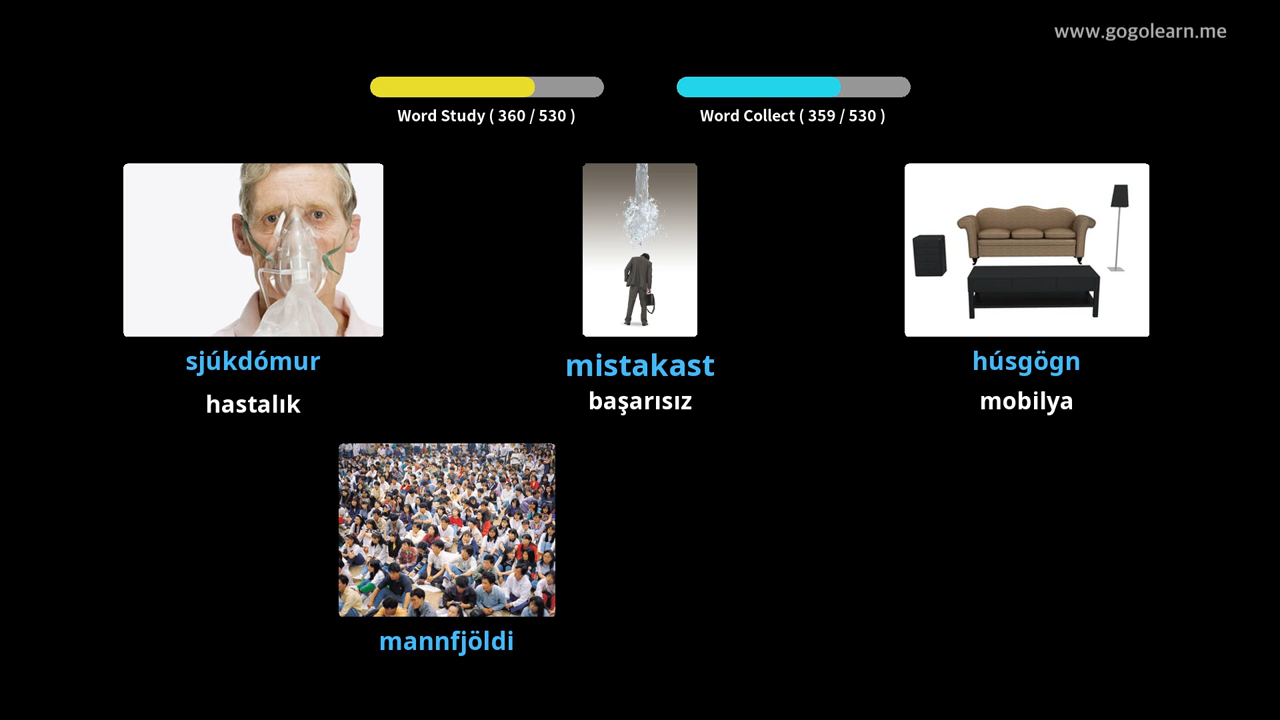 www.gogolearn.me
Word Study ( 360 / 530 )
Word Collect ( 359 / 530 )
sjúkdómur
mistakast
húsgögn
hastalık
başarısız
mobilya
mannfjöldi